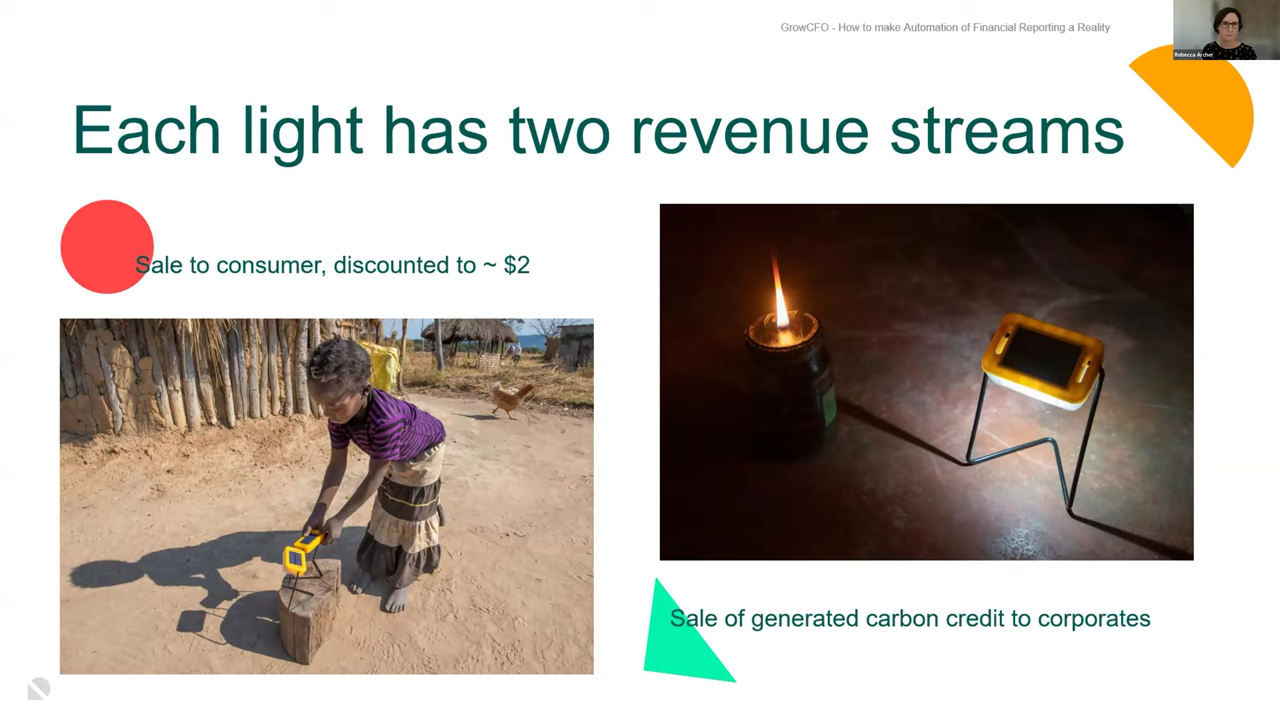 GrowCFO - How to make Automation of Financial Reporting a Reality
Rebecca Archer
Each light has two revenue streams
Sale to consumer, discounted to ~ $2
Sale of generated carbon credit to corporates